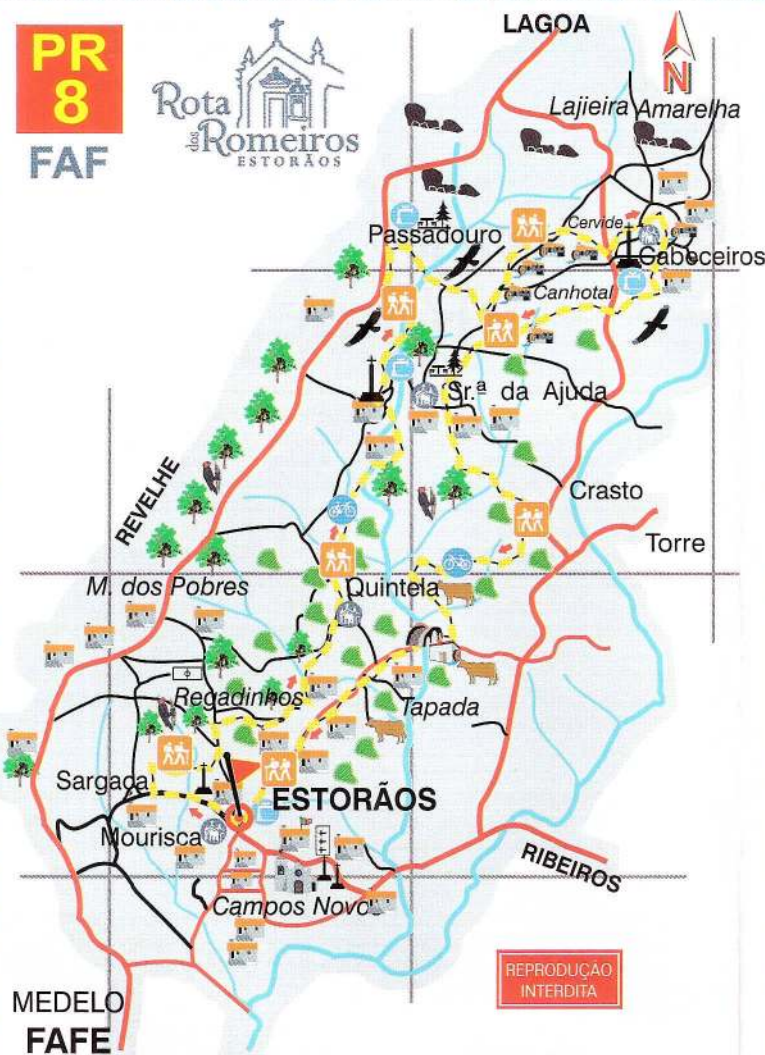 PR
8
FAF
Rota
dos
Romeiros
ESTORÃOS
LAGOA
N
Lajieira Amarelha
Passadouro
Cervide
Cabeceiros
Canhotal
Sr.ª da Ajuda
REVELHE
Crasto
Torre
M. dos Pobres
Quintela
Regadinhos
Tapada
Sargaça
ESTORÃOS
Mourisca
RIBEIROS
Campos Novo
REPRODUÇÃO
INTERDITA
MEDELO
FAFE